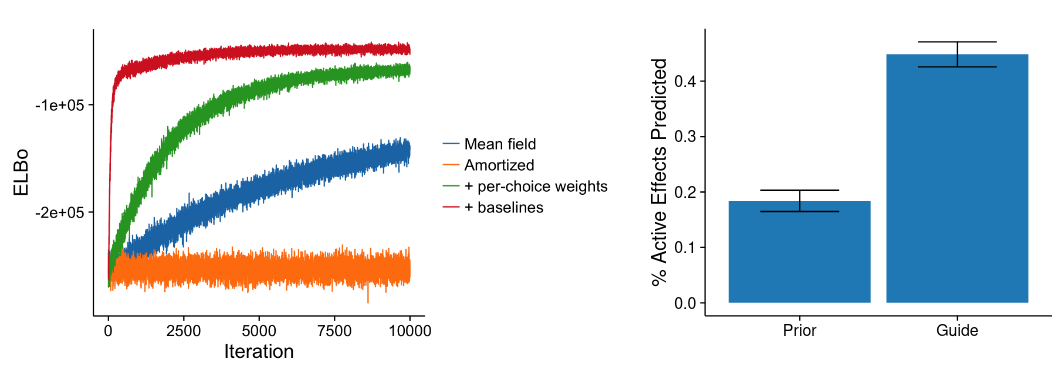 ELBo
-1e+05
-2e+05
0 2500 5000 7500 10000
Iteration
Mean field
Amortized
+ per-choice weights
+ baselines
% Active Effects Predicted
0.4
0.3
0.2
0.1
0.0
Prior Guide